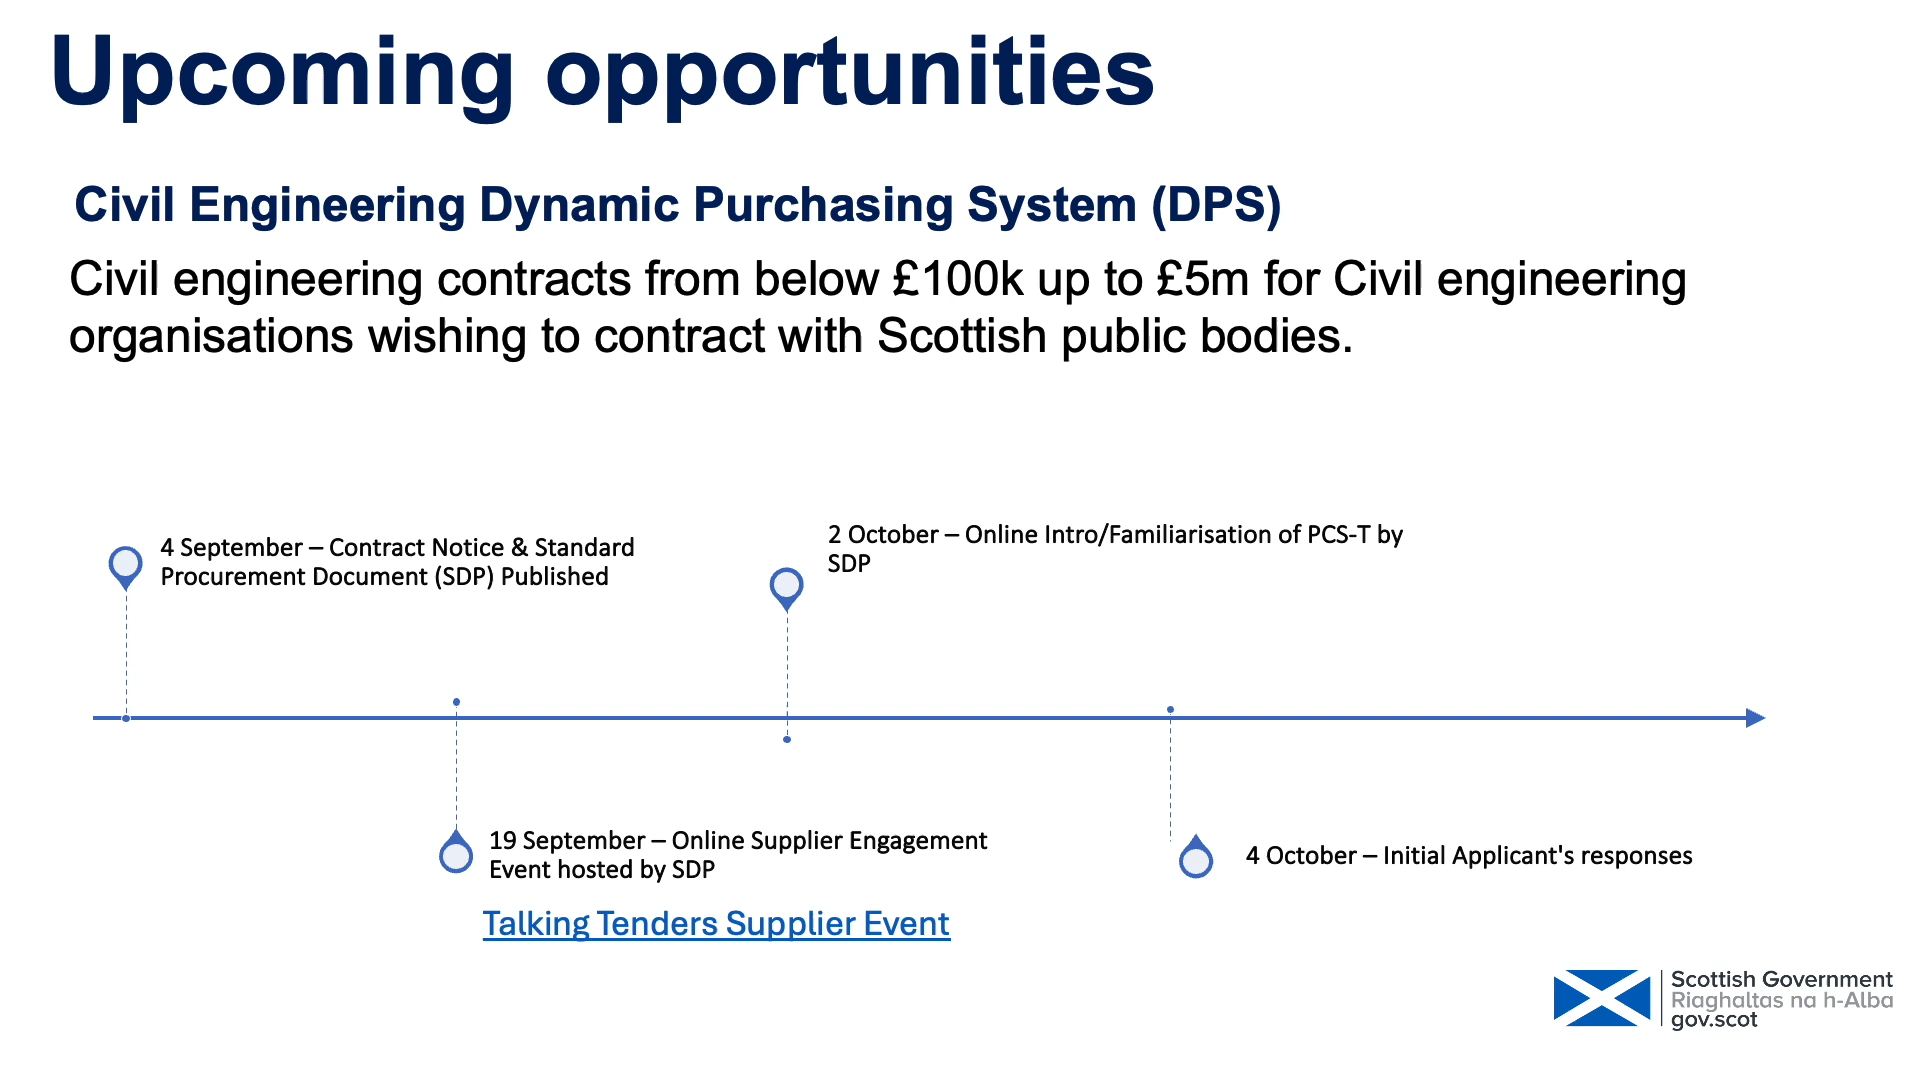 Upcoming opportunities
Civil Engineering Dynamic Purchasing System (DPS)
Civil engineering contracts from below £100k up to £5m for Civil engineering
organisations wishing to contract with Scottish public bodies.
4 September – Contract Notice & Standard
Procurement Document (SDP) Published
2 October – Online Intro/Familiarisation of PCS-T by
SDP
19 September – Online Supplier Engagement
Event hosted by SDP
Talking Tenders Supplier Event
4 October – Initial Applicant's responses
Scottish Government
Riaghaltas na h-Alba
gov.scot